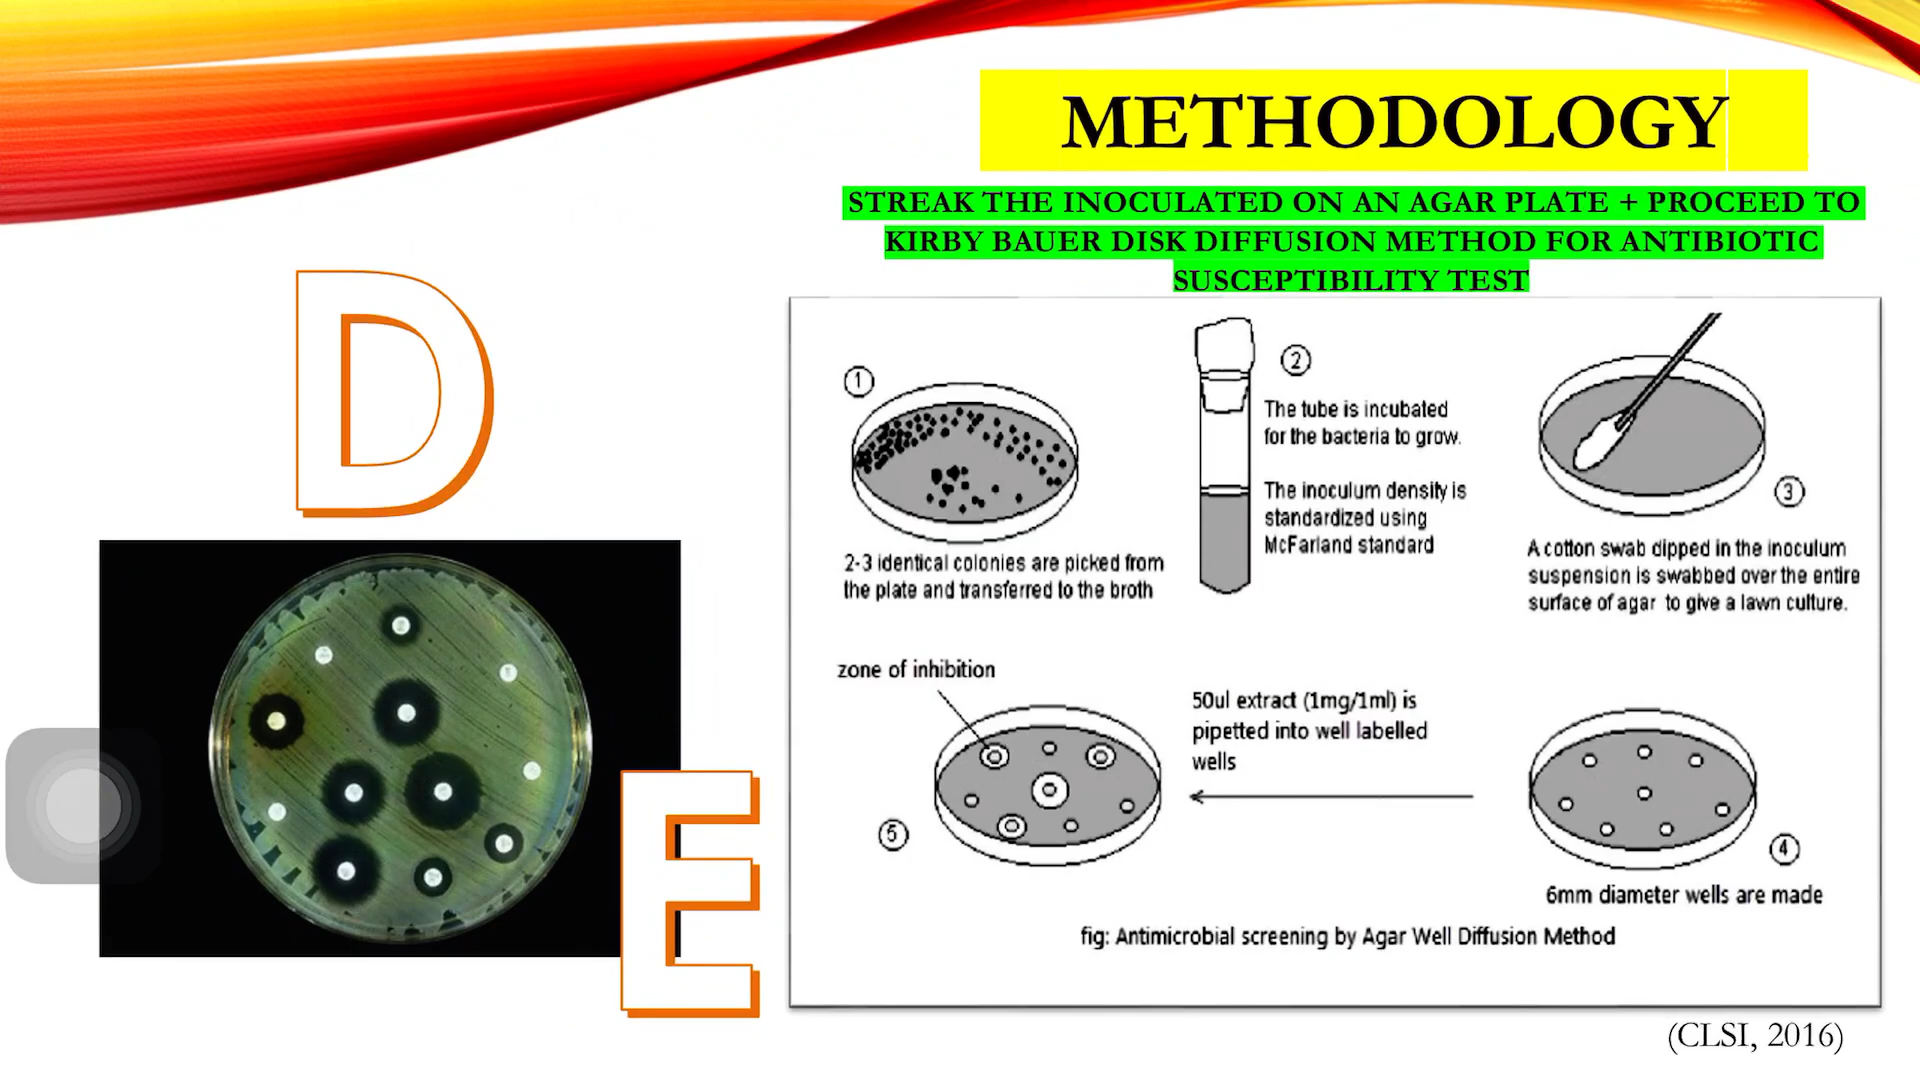 METHODOLOGY
STREAK THE INOCULATED ON AN AGAR PLATE + PROCEED TO
KIRBY BAUER DISK DIFFUSION METHOD FOR ANTIBIOTIC
SUSCEPTIBILITY TEST
D
E
1
2-3 identical colonies are picked from
the plate and transferred to the broth
2
The tube is incubated
for the bacteria to grow.
The inoculum density is
standardized using
McFarland standard
3
A cotton swab dipped in the inoculum
suspension is swabbed over the entire
surface of agar to give a lawn culture.
zone of inhibition
5
50ul extract (1mg/1ml) is
pipetted into well labelled
wells
4
6mm diameter wells are made
fig: Antimicrobial screening by Agar Well Diffusion Method
(CLSI, 2016)